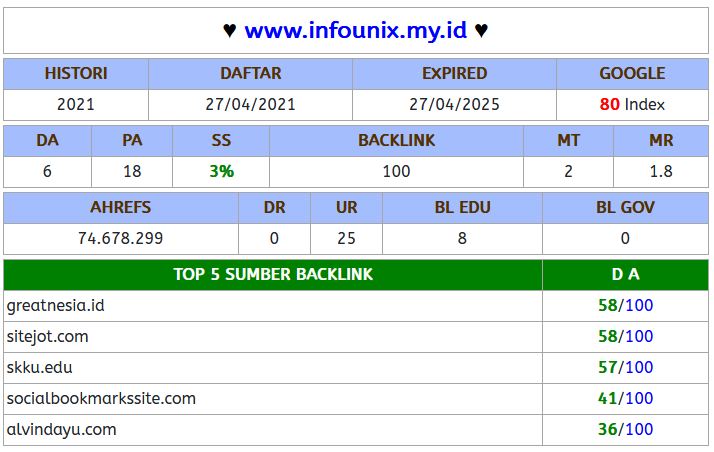 ♥ www.infounix.my.id ♥
HISTORI DAFTAR EXPIRED GOOGLE
2021 27/04/2021 27/04/2025 80 Index
DA PA SS BACKLINK MT MR
6 18 3% 100 2 1.8
AHREFS DR UR BL EDU BL GOV
74.678.299 0 25 8 0
TOP 5 SUMBER BACKLINK D A
greatnesia.id 58/100
sitejot.com 58/100
skku.edu 57/100
socialbookmarkssite.com 41/100
alvindayu.com 36/100